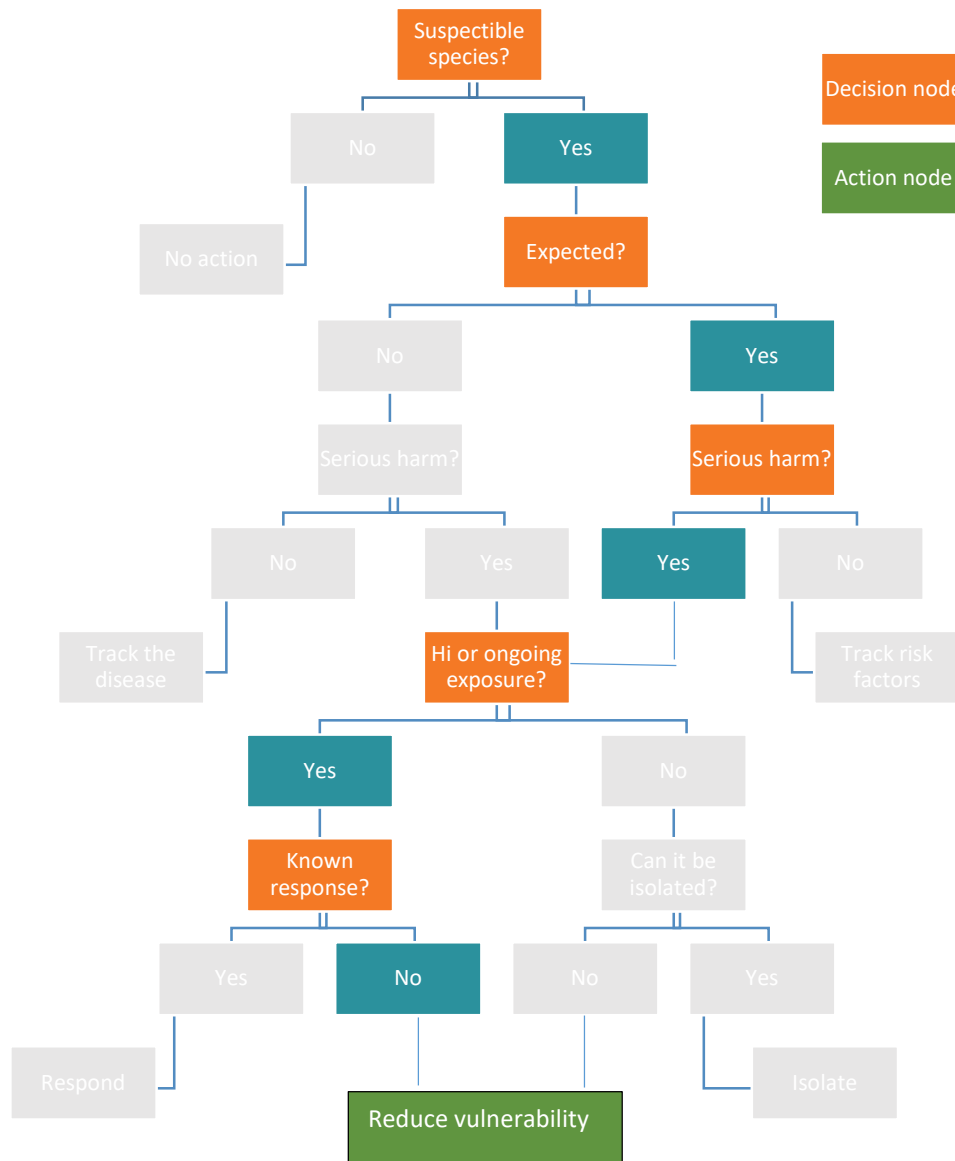 Suspectible
species?
Decision node
No
Yes
Action node
No action
Expected?
No
Yes
Serious harm?
Serious harm?
No
Yes
Yes
No
Track the
disease
Hi or ongoing
exposure?
Track risk
factors
Yes
No
Known
response?
Can it be
isolated?
Yes
No
No
Yes
Respond
Isolate
Reduce vulnerability